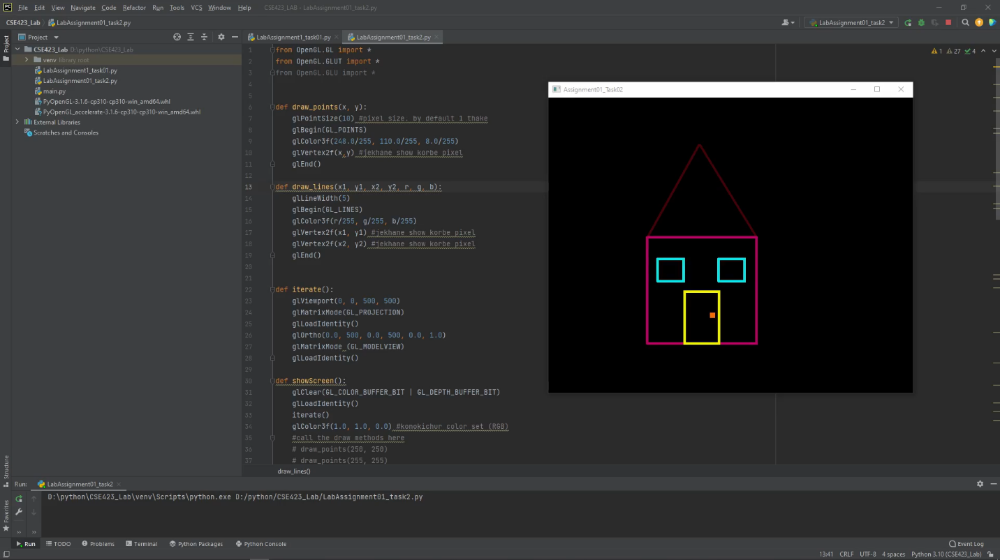 File Edit View Navigate Code Refactor Run Tools VCS Window Help CSE423_LAB - LabAssignment01_task2.py
CSE423_Lab LabAssignment01_task2.py LabAssignment01_task2
Project
Project
LabAssignment1_task01.py LabAssignment01_task2.py
CSE423_Lab D:\python\CSE423_Lab
venv library root
LabAssignment1_task01.py
LabAssignment01_task2.py
main.py
PyOpenGL-3.1.6-cp310-cp310-win_amd64.whl
PyOpenGL_accelerate-3.1.6-cp310-cp310-win_amd64.whl
External Libraries
Scratches and Consoles
1 from OpenGL.GL import *
2 from OpenGL.GLUT import *
3 from OpenGL.GLU import *
4
5
6 def draw_points(x, y):
7 glPointSize(10) #pixel size. by default 1 thake
8 glBegin(GL_POINTS)
9 glColor3f(248.0/255, 110.0/255, 8.0/255)
10 glVertex2f(x,y) #jekhane show korbe pixel
11 glEnd()
12
13 def draw_lines(x1, y1, x2, y2, r, g, b):
14 glLineWidth(5)
15 glBegin(GL_LINES)
16 glColor3f(r/255, g/255, b/255)
17 glVertex2f(x1, y1) #jekhane show korbe pixel
18 glVertex2f(x2, y2) #jekhane show korbe pixel
19 glEnd()
20
21
22 def iterate():
23 glViewport(0, 0, 500, 500)
24 glMatrixMode(GL_PROJECTION)
25 glLoadIdentity()
26 glOrtho(0.0, 500, 0.0, 500, 0.0, 1.0)
27 glMatrixMode (GL_MODELVIEW)
28 glLoadIdentity()
29
30 def showScreen():
31 glClear(GL_COLOR_BUFFER_BIT | GL_DEPTH_BUFFER_BIT)
32 glLoadIdentity()
33 iterate()
34 glColor3f(1.0, 1.0, 0.0) #konokichur color set (RGB)
35 #call the draw methods here
36 # draw_points(250, 250)
37 # draw_points(255, 255)
draw_lines()
1 27 4
Assignment01_Task02
Structure
Favorites
Run: LabAssignment01_task2
D:\python\CSE423_Lab\venv\Scripts\python.exe D:/python/CSE423_Lab/LabAssignment01_task2.py
Run TODO Problems Terminal Python Packages Python Console Event Log
13:41 CRLF UTF-8 4 spaces Python 3.10 (CSE423_Lab)